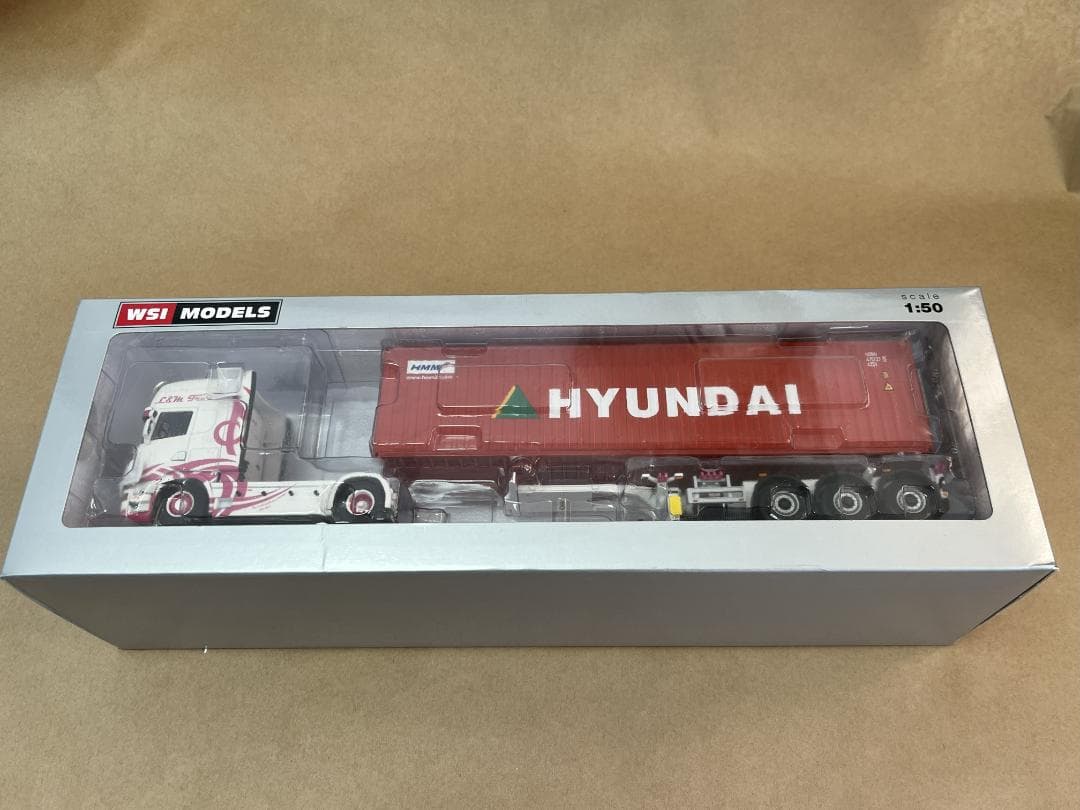 WSI MODELS
scale
1:50
L&M
HMM
HYUNDAI